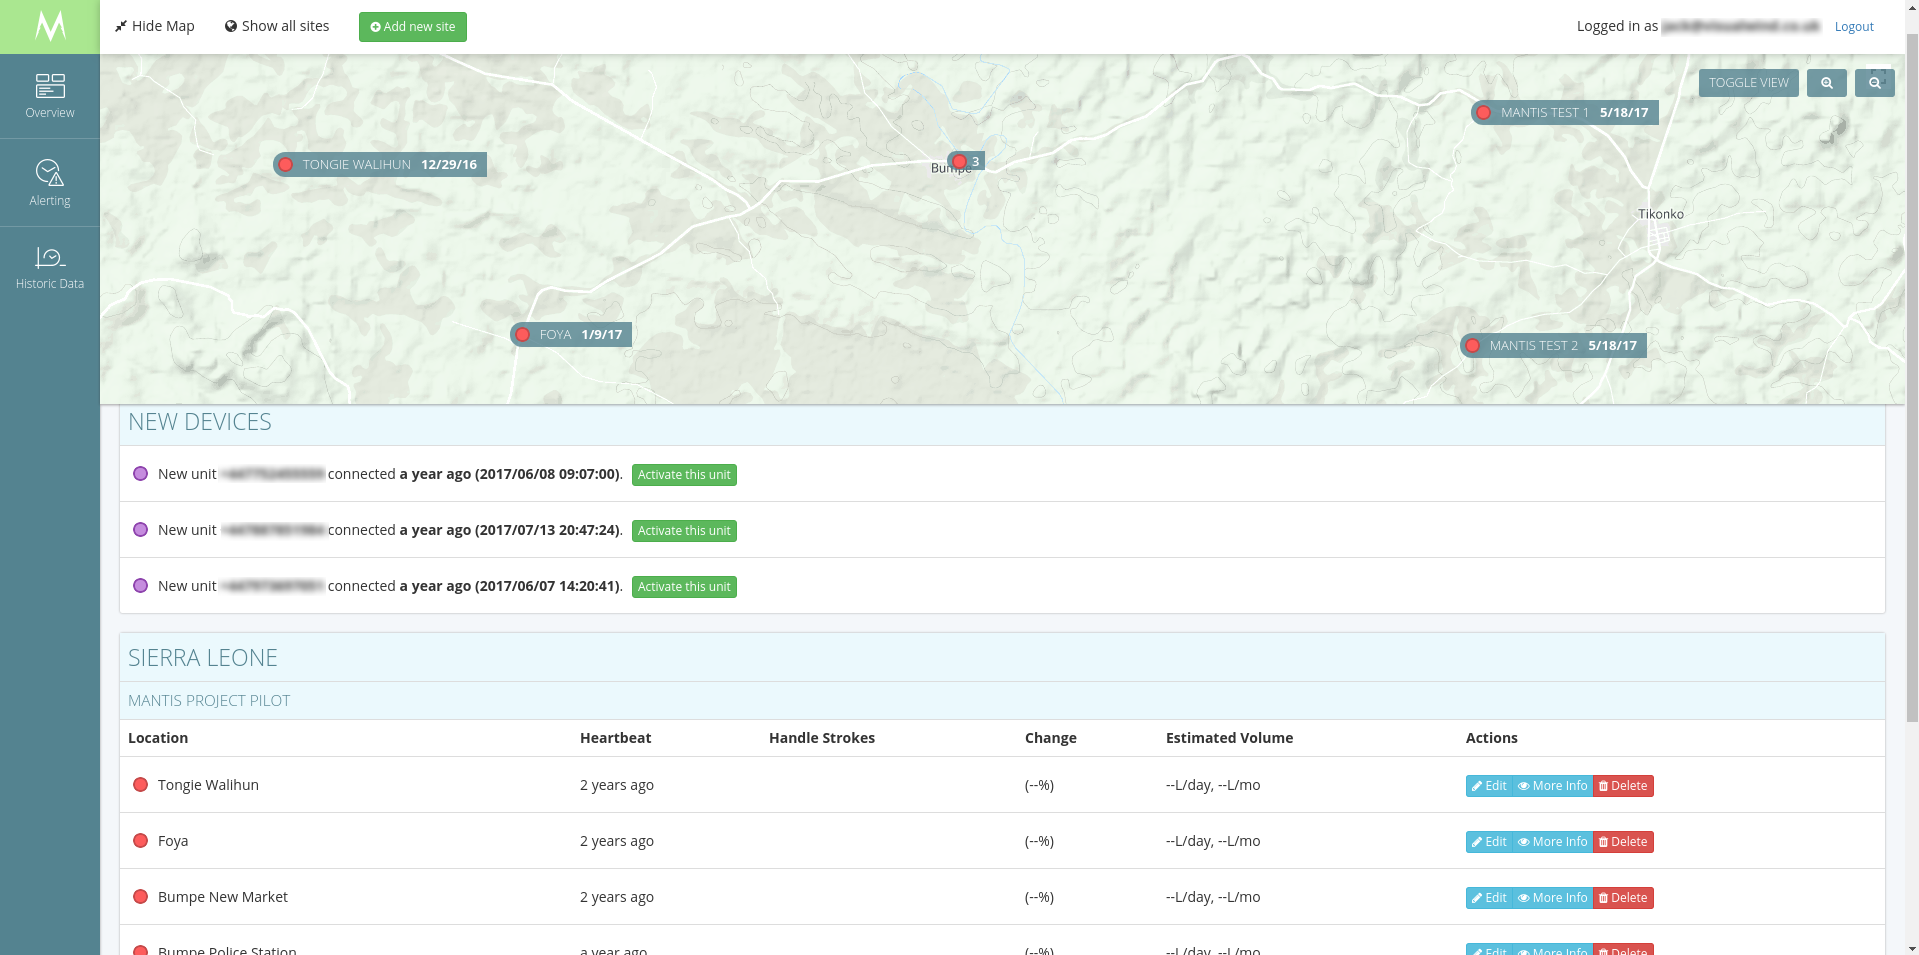 Hide Map Show all sites Add new site Logged in as Logout
Overview
Alerting
Historic Data
TOGGLE VIEW
MANTIS TEST 1 5/18/17
TONGIE WALIHUN 12/29/16
3
Bumpe
Tikonko
FOYA 1/9/17
MANTIS TEST 2 5/18/17
NEW DEVICES
New unit connected a year ago (2017/06/08 09:07:00). Activate this unit
New unit connected a year ago (2017/07/13 20:47:24). Activate this unit
New unit connected a year ago (2017/06/07 14:20:41). Activate this unit
SIERRA LEONE
MANTIS PROJECT PILOT
Location Heartbeat Handle Strokes Change Estimated Volume Actions
Tongie Walihun 2 years ago (--%) --L/day, --L/mo Edit More Info Delete
Foya 2 years ago (--%) --L/day, --L/mo Edit More Info Delete
Bumpe New Market 2 years ago (--%) --L/day, --L/mo Edit More Info Delete
Bumpe Police Station a year ago (--%) --L/day, --L/mo Edit More Info Delete